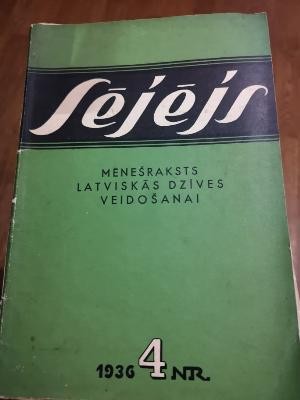 Sējējs
MĒNEŠRAKSTS
LATVISKĀS DZĪVES
VEIDOŠANAI
1936 4 NR.